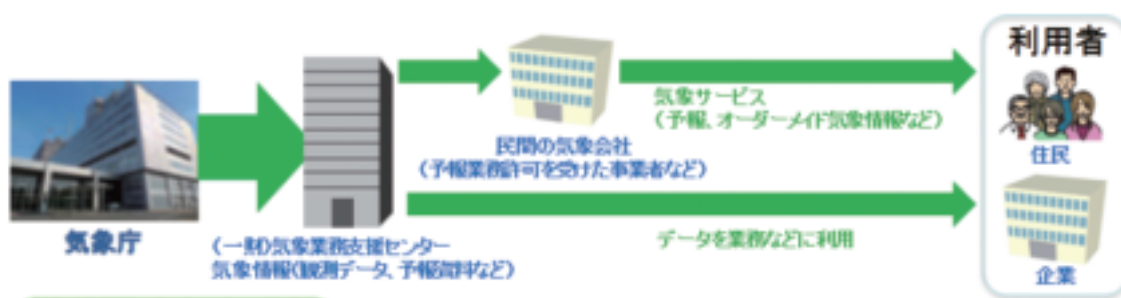 利用者
気象サービス
(予報、オーダーメイド気象情報など)
民間の気象会社
(予報業務許可を受けた事業者など)
住民
気象庁
(一財)気象業務支援センター
気象情報(観測データ、予報資料など)
データを業務などに利用
企業